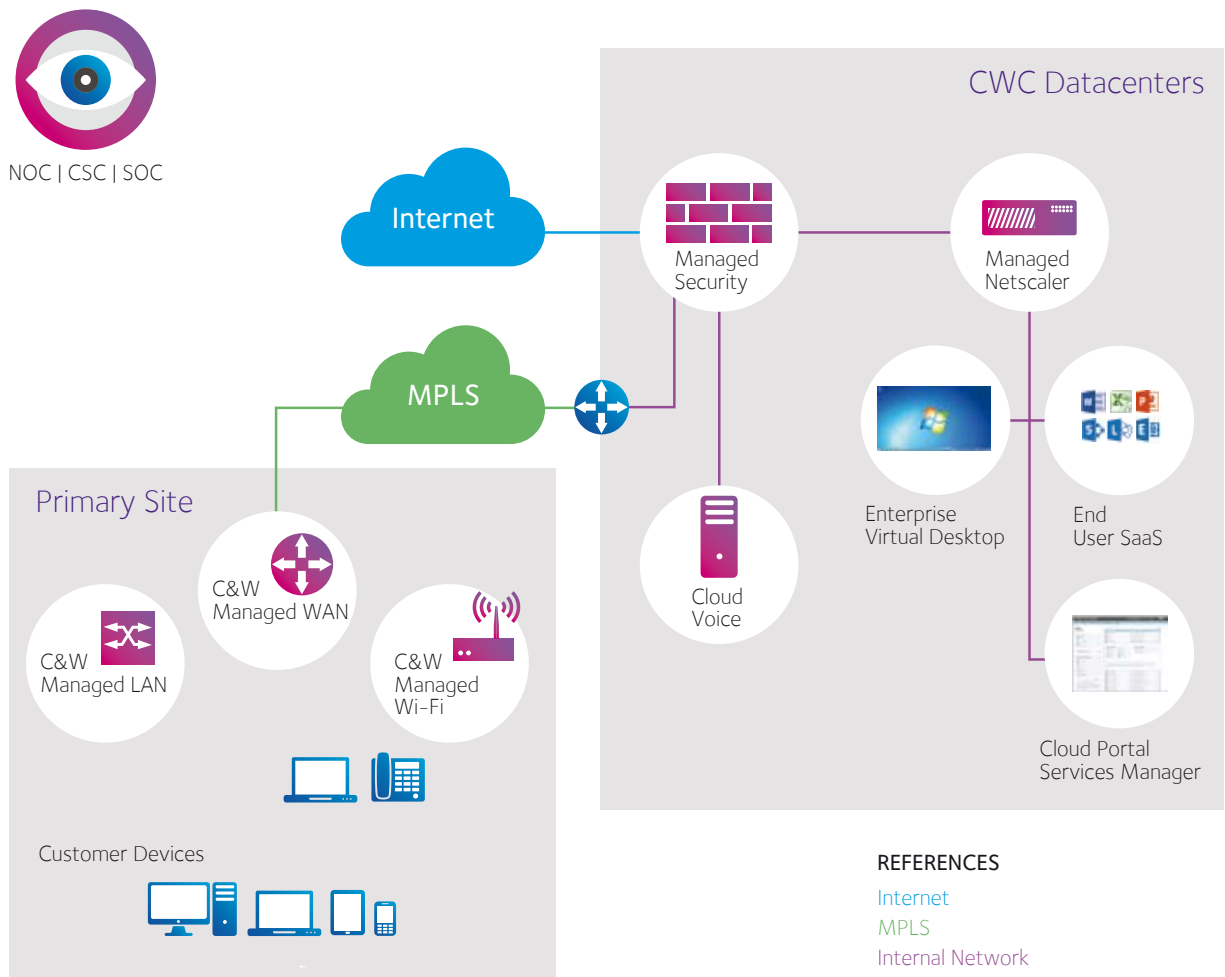 NOC | CSC | SOC
CWC Datacenters
Internet
Managed
Security
Managed
Netscaler
MPLS
Enterprise
Virtual Desktop
End
User SaaS
Primary Site
C&W
Managed WAN
C&W
Managed LAN
C&W
Managed
Wi-Fi
Cloud
Voice
Cloud Portal
Services Manager
Customer Devices
REFERENCES
Internet
MPLS
Internal Network